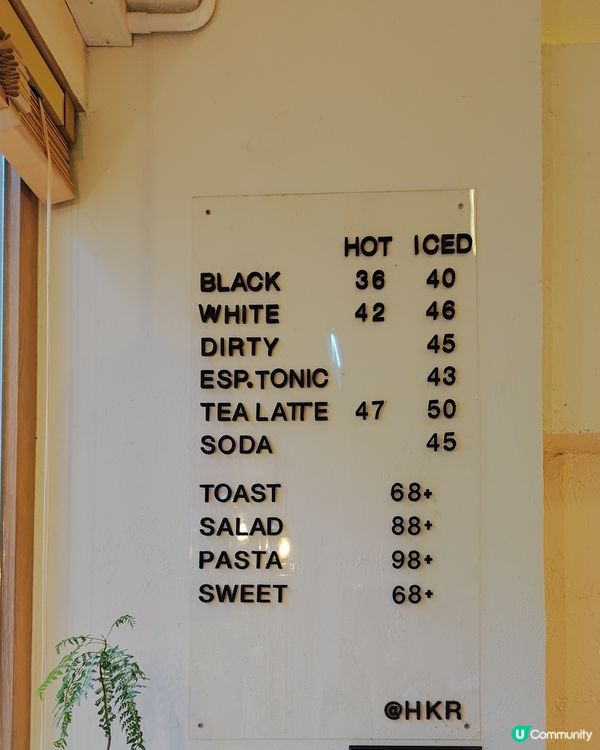 HOT ICED
BLACK 36 40
WHITE 42 46
DIRTY 45
ESP.TONIC 43
TEA LATTE 47 50
SODA 45
TOAST 68+
SALAD 88+
PASTA 98+
SWEET 68+
@HKR
U Community